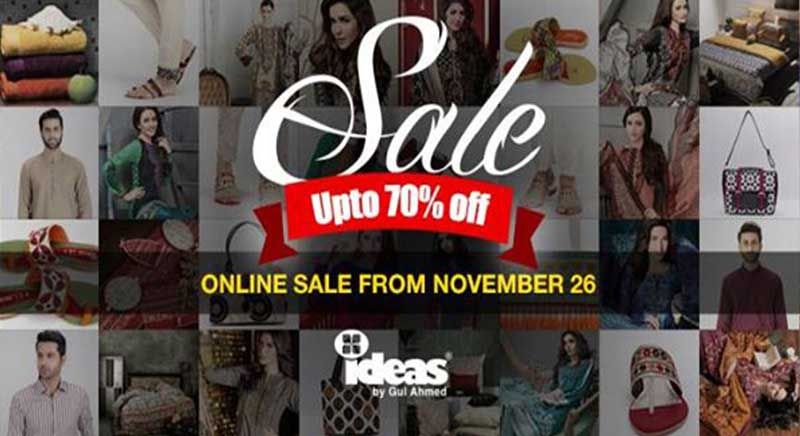 Sale
Upto 70% off
ONLINE SALE FROM NOVEMBER 26
ideas®
by Gul Ahmed